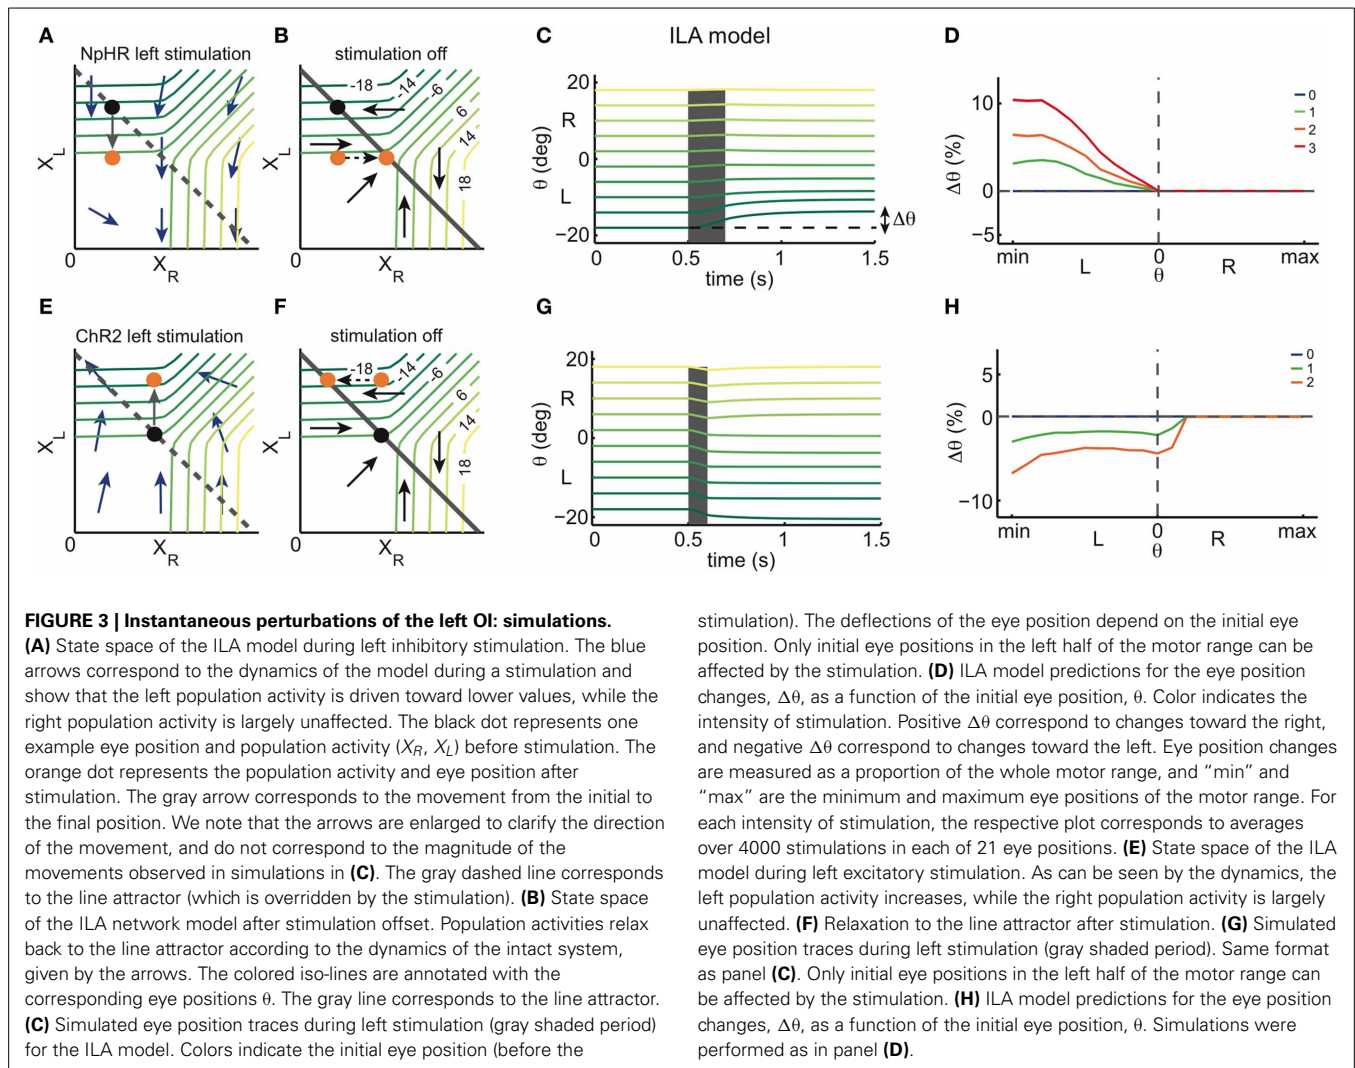 ILA model
A
NpHR left stimulation
X_L
0
X_R
B
stimulation off
-18
-14
-6
6
14
18
X_L
0
X_R
C
20
R
0
L
−20
θ (deg)
0
0.5
1
1.5
time (s)
Δθ
D
10
0
−5
Δθ (%)
0
1
2
3
min
L
0
θ
R
max
E
ChR2 left stimulation
X_L
0
X_R
F
stimulation off
-18
-14
-6
6
14
18
X_L
0
X_R
G
20
R
0
L
−20
θ (deg)
0
0.5
1
1.5
time (s)
H
5
0
−10
Δθ (%)
0
1
2
min
L
0
θ
R
max
FIGURE 3 | Instantaneous perturbations of the left OI: simulations.
(A) State space of the ILA model during left inhibitory stimulation. The blue
arrows correspond to the dynamics of the model during a stimulation and
show that the left population activity is driven toward lower values, while the
right population activity is largely unaffected. The black dot represents one
example eye position and population activity (X_R, X_L) before stimulation. The
orange dot represents the population activity and eye position after
stimulation. The gray arrow corresponds to the movement from the initial to
the final position. We note that the arrows are enlarged to clarify the direction
of the movement, and do not correspond to the magnitude of the
movements observed in simulations in (C). The gray dashed line corresponds
to the line attractor (which is overridden by the stimulation). (B) State space
of the ILA network model after stimulation offset. Population activities relax
back to the line attractor according to the dynamics of the intact system,
given by the arrows. The colored iso-lines are annotated with the
corresponding eye positions θ. The gray line corresponds to the line attractor.
(C) Simulated eye position traces during left stimulation (gray shaded period)
for the ILA model. Colors indicate the initial eye position (before the
stimulation). The deflections of the eye position depend on the initial eye
position. Only initial eye positions in the left half of the motor range can be
affected by the stimulation. (D) ILA model predictions for the eye position
changes, Δθ, as a function of the initial eye position, θ. Color indicates the
intensity of stimulation. Positive Δθ correspond to changes toward the right,
and negative Δθ correspond to changes toward the left. Eye position changes
are measured as a proportion of the whole motor range, and “min” and
“max” are the minimum and maximum eye positions of the motor range. For
each intensity of stimulation, the respective plot corresponds to averages
over 4000 stimulations in each of 21 eye positions. (E) State space of the ILA
model during left excitatory stimulation. As can be seen by the dynamics, the
left population activity increases, while the right population activity is largely
unaffected. (F) Relaxation to the line attractor after stimulation. (G) Simulated
eye position traces during left stimulation (gray shaded period). Same format
as panel (C). Only initial eye positions in the left half of the motor range can
be affected by the stimulation. (H) ILA model predictions for the eye position
changes, Δθ, as a function of the initial eye position, θ. Simulations were
performed as in panel (D).